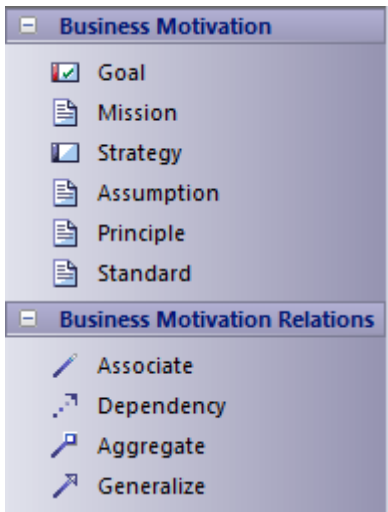 Business Motivation
Goal
Mission
Strategy
Assumption
Principle
Standard
Business Motivation Relations
Associate
Dependency
Aggregate
Generalize